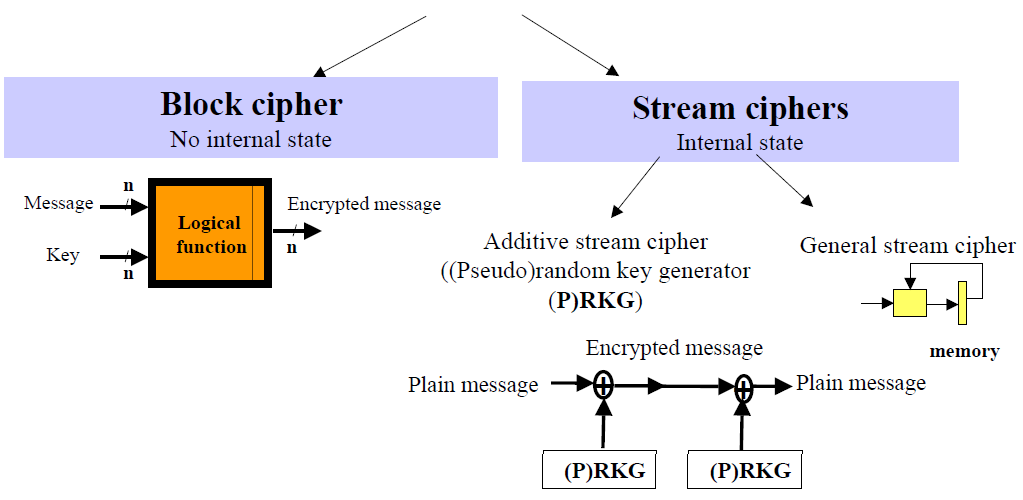 Block cipher
No internal state
n
Message
Key
n
Logical
function
Encrypted message
n
Stream ciphers
Internal state
Additive stream cipher
((Pseudo)random key generator
(P)RKG)
General stream cipher
memory
Encrypted message
Plain message
Plain message
(P)RKG
(P)RKG